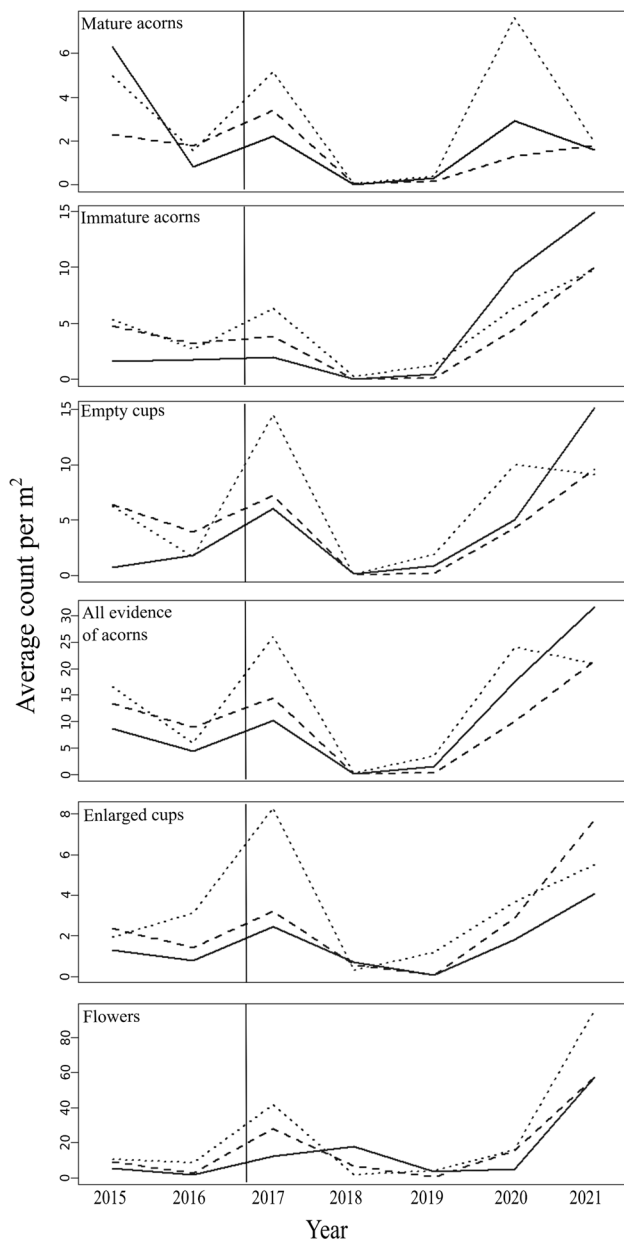 Mature acorns
6
4
2
0
Immature acorns
15
10
5
0
Empty cups
15
10
5
0
All evidence
of acorns
30
25
20
15
10
5
0
Enlarged cups
8
6
4
2
0
Flowers
80
60
40
20
0
Average count per m²
2015 2016 2017 2018 2019 2020 2021
Year